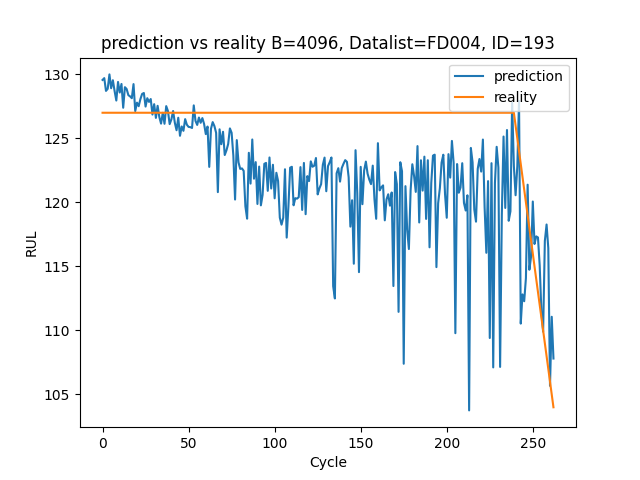 prediction vs reality B=4096, Datalist=FD004, ID=193
prediction
reality
130
125
120
115
110
105
RUL
0
50
100
150
200
250
Cycle